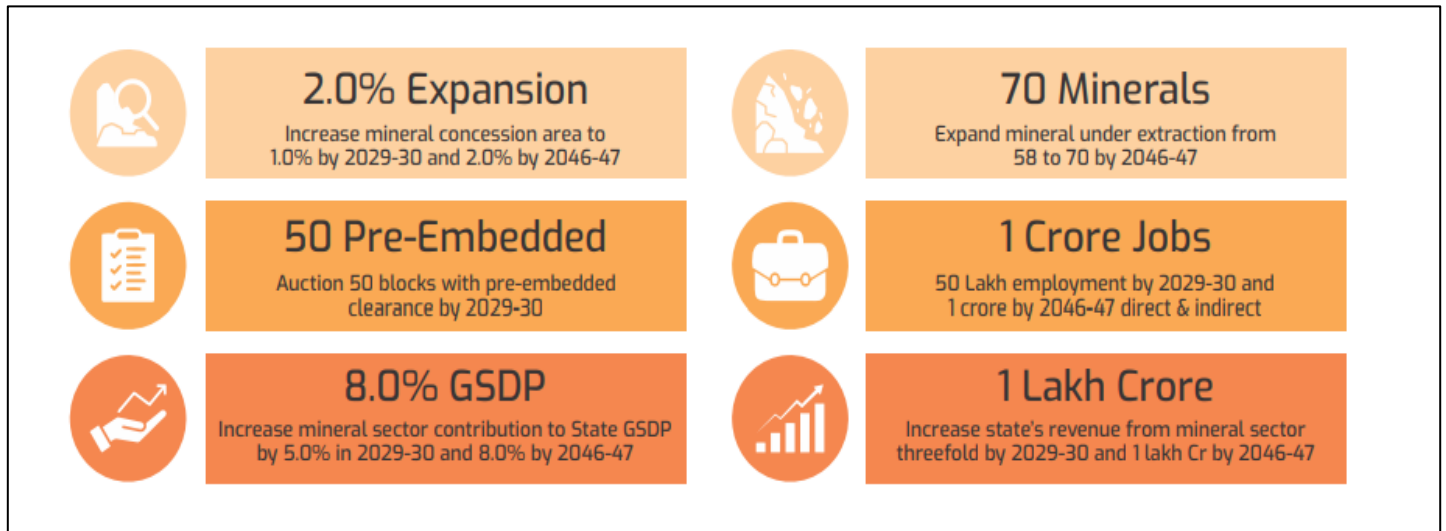 2.0% Expansion
Increase mineral concession area to
1.0% by 2029-30 and 2.0% by 2046-47
70 Minerals
Expand mineral under extraction from
58 to 70 by 2046-47
50 Pre-Embedded
Auction 50 blocks with pre-embedded
clearance by 2029-30
1 Crore Jobs
50 Lakh employment by 2029-30 and
1 crore by 2046-47 direct & indirect
8.0% GSDP
Increase mineral sector contribution to State GSDP
by 5.0% in 2029-30 and 8.0% by 2046-47
1 Lakh Crore
Increase state's revenue from mineral sector
threefold by 2029-30 and 1 lakh Cr by 2046-47